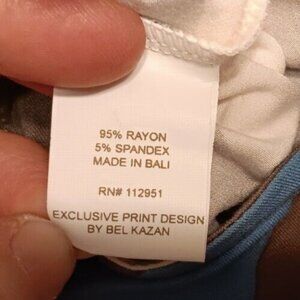 95% RAYON
5% SPANDEX
MADE IN BALI
RN# 112951
EXCLUSIVE PRINT DESIGN
BY BEL KAZAN